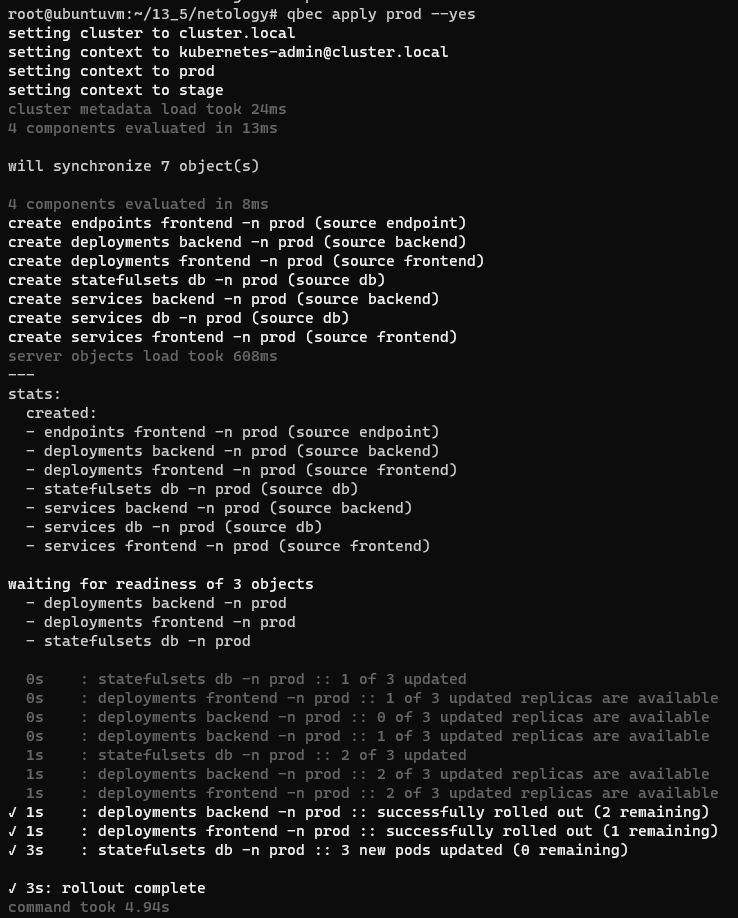 root@ubuntuvm:~/13_5/netology# qbec apply prod --yes
setting cluster to cluster.local
setting context to kubernetes-admin@cluster.local
setting context to prod
setting context to stage
cluster metadata load took 24ms
4 components evaluated in 13ms

will synchronize 7 object(s)

4 components evaluated in 8ms
create endpoints frontend -n prod (source endpoint)
create deployments backend -n prod (source backend)
create deployments frontend -n prod (source frontend)
create statefulsets db -n prod (source db)
create services backend -n prod (source backend)
create services db -n prod (source db)
create services frontend -n prod (source frontend)
server objects load took 608ms
---
stats:
  created:
  - endpoints frontend -n prod (source endpoint)
  - deployments backend -n prod (source backend)
  - deployments frontend -n prod (source frontend)
  - statefulsets db -n prod (source db)
  - services backend -n prod (source backend)
  - services db -n prod (source db)
  - services frontend -n prod (source frontend)

waiting for readiness of 3 objects
  - deployments backend -n prod
  - deployments frontend -n prod
  - statefulsets db -n prod

  0s    : statefulsets db -n prod :: 1 of 3 updated
  0s    : deployments frontend -n prod :: 1 of 3 updated replicas are available
  0s    : deployments backend -n prod :: 0 of 3 updated replicas are available
  0s    : deployments backend -n prod :: 1 of 3 updated replicas are available
  1s    : statefulsets db -n prod :: 2 of 3 updated
  1s    : deployments backend -n prod :: 2 of 3 updated replicas are available
  1s    : deployments frontend -n prod :: 2 of 3 updated replicas are available
✓ 1s    : deployments backend -n prod :: successfully rolled out (2 remaining)
✓ 1s    : deployments frontend -n prod :: successfully rolled out (1 remaining)
✓ 3s    : statefulsets db -n prod :: 3 new pods updated (0 remaining)

✓ 3s: rollout complete
command took 4.94s